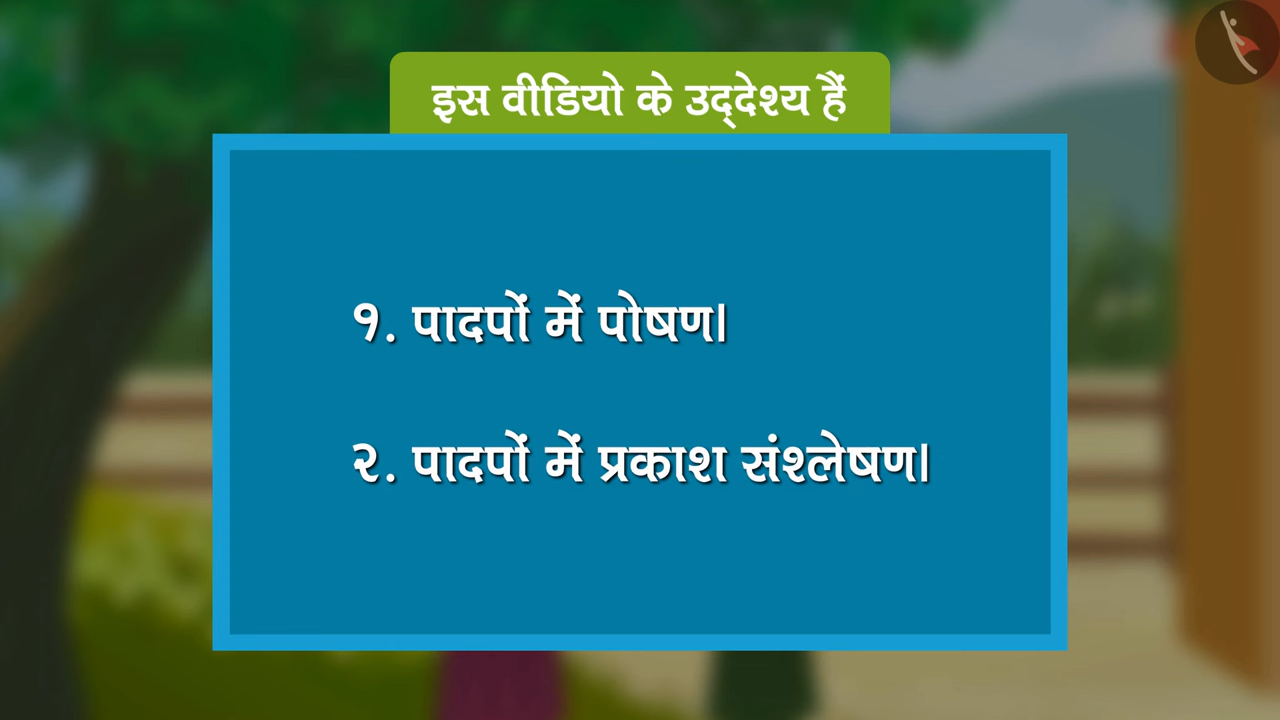 इस वीडियो के उद्‌देश्य हैं
१. पादपों में पोषण।
२. पादपों में प्रकाश संश्लेषण।